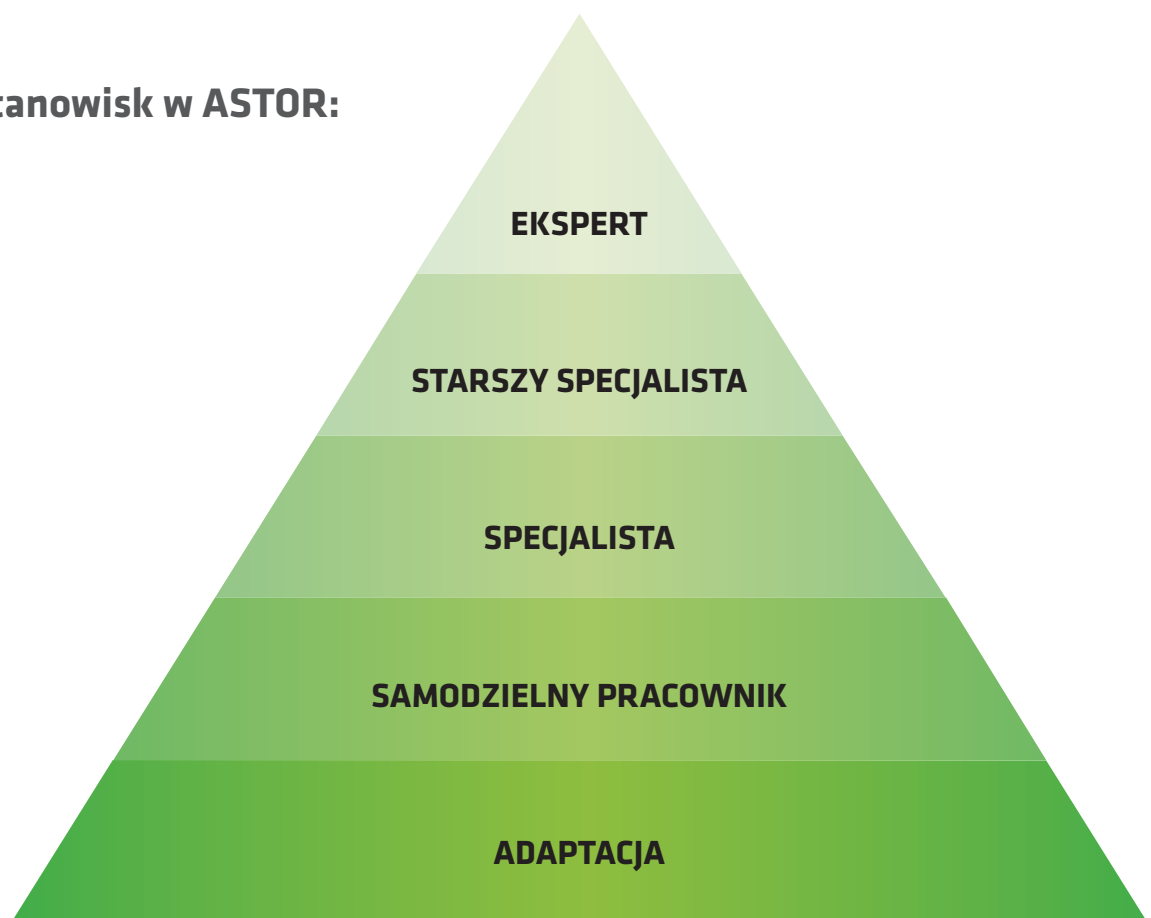 tanowisk w ASTOR:
EKSPERT
STARSZY SPECJALISTA
SPECJALISTA
SAMODZIELNY PRACOWNIK
ADAPTACJA